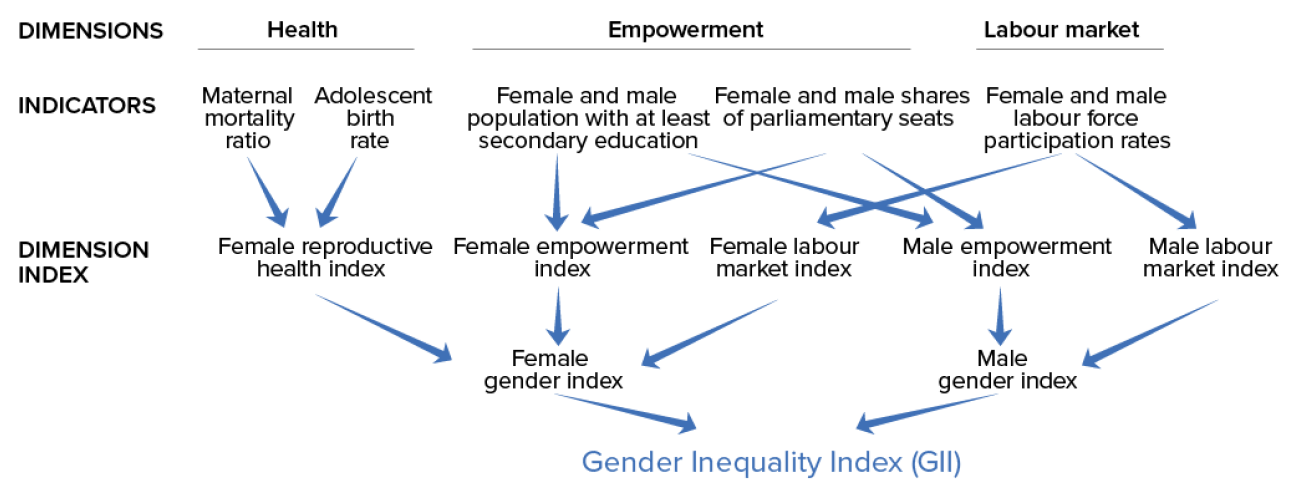 DIMENSIONS
Health
Empowerment
Labour market
INDICATORS
Maternal
mortality
ratio
Adolescent
birth
rate
Female and male
population with at least
secondary education
Female and male shares
of parliamentary seats
Female and male
labour force
participation rates
DIMENSION
INDEX
Female reproductive
health index
Female empowerment
index
Female labour
market index
Male empowerment
index
Male labour
market index
Female
gender index
Male
gender index
Gender Inequality Index (GII)